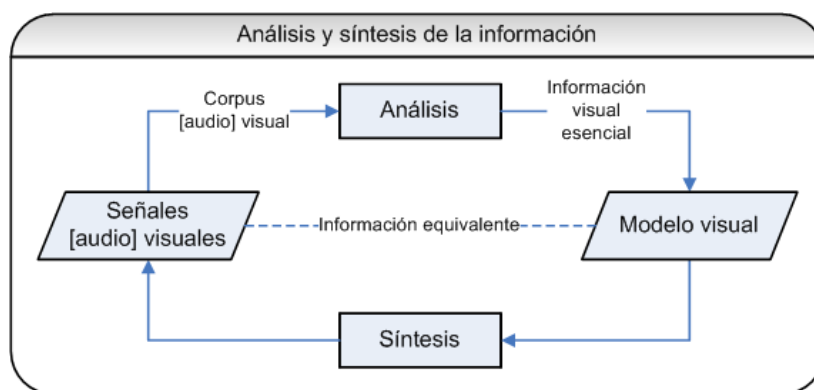 Análisis y síntesis de la información
Corpus
[audio] visual
Análisis
Información
visual
esencial
Señales
[audio] visuales
Información equivalente
Modelo visual
Síntesis